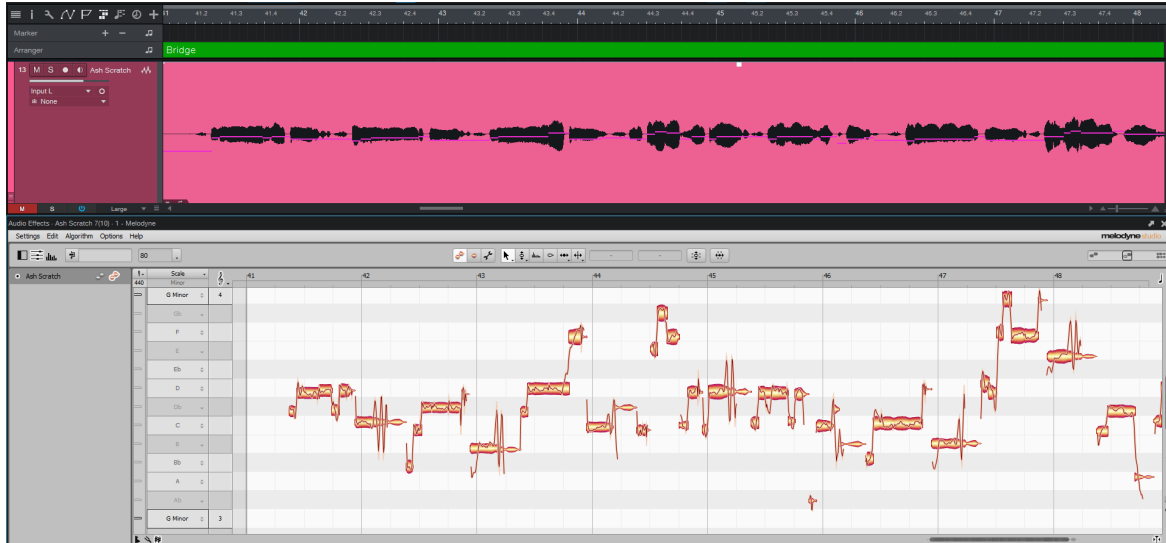 41 41.2 41.3 41.4 42 42.2 42.3 42.4 43 43.2 43.3 43.4 44 44.2 44.3 44.4 45 45.2 45.3 45.4 46 46.2 46.3 46.4 47 47.2 47.3 47.4 48
Marker + −
Arranger
Bridge
13 M S Ash Scratch
Input L
None
M S Large
Audio Effects - Ash Scratch 7(10) - 1 - Melodyne
Settings Edit Algorithm Options Help
melodyne studio
80
Ash Scratch
Scale 41 42 43 44 45 46 47 48
440 Minor
G Minor 4
Gb
F
E
Eb
D
Db
C
B
Bb
A
Ab
G Minor 3